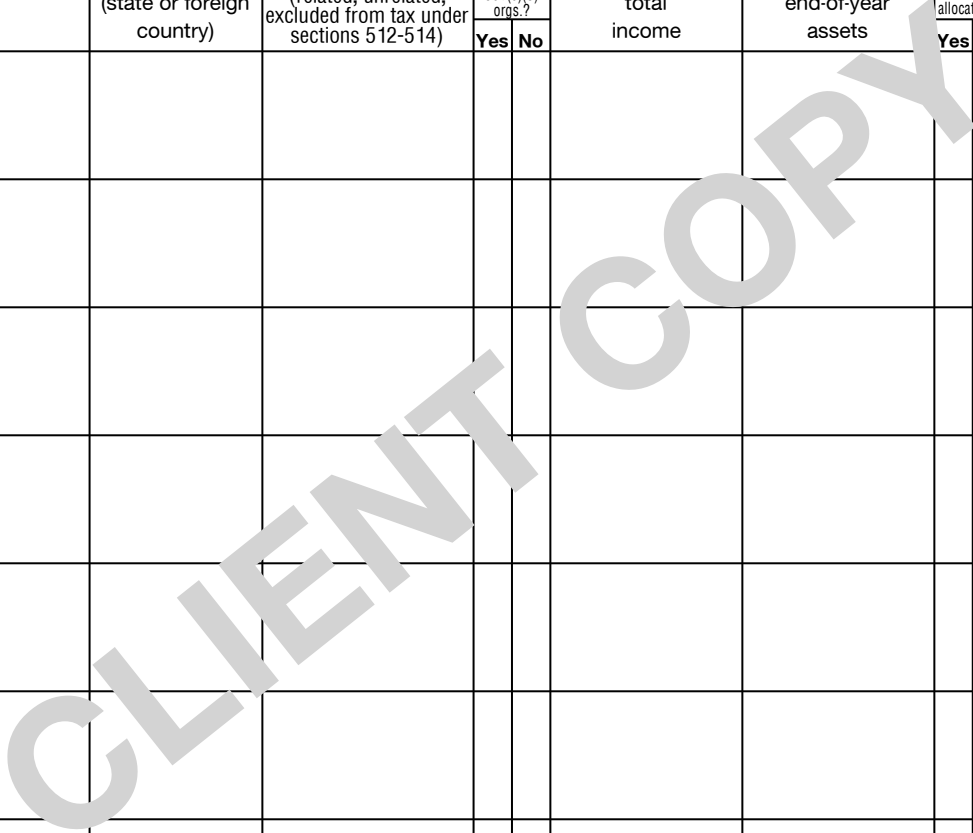 (state or foreign
country)
(related, unrelated,
excluded from tax under
sections 512-514)
orgs.?
Yes No
total
income
end-of-year
assets
Yes
CLIENT COPY